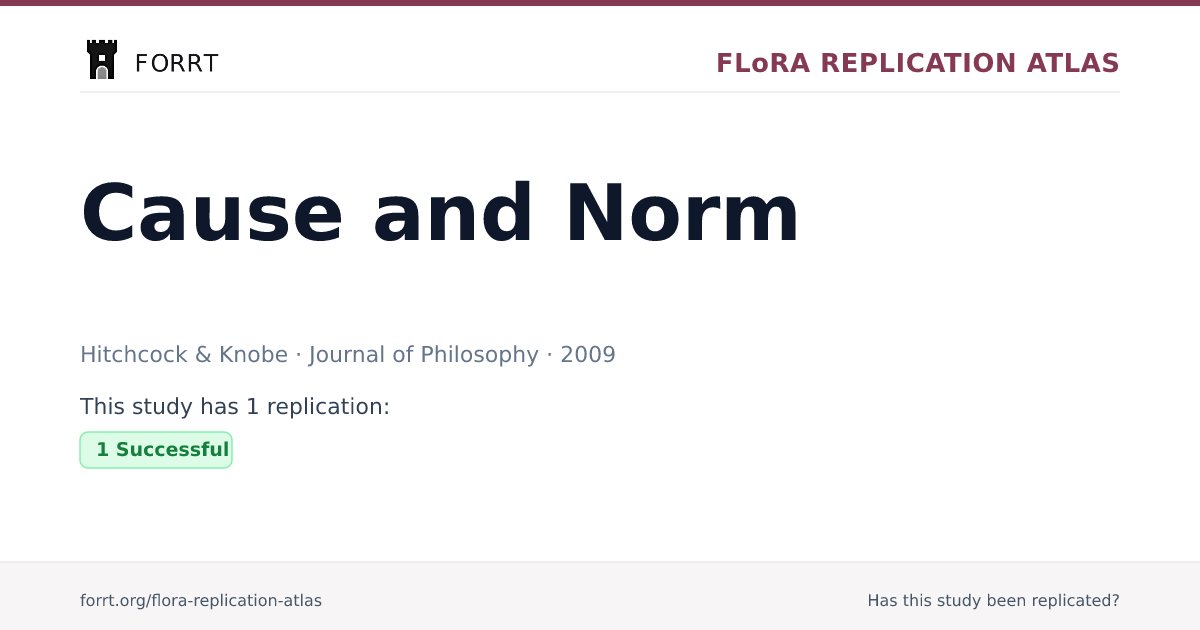 FORRT
FLoRA REPLICATION ATLAS
Cause and Norm
Hitchcock & Knobe · Journal of Philosophy · 2009
This study has 1 replication:
1 Successful
forrt.org/flora-replication-atlas
Has this study been replicated?